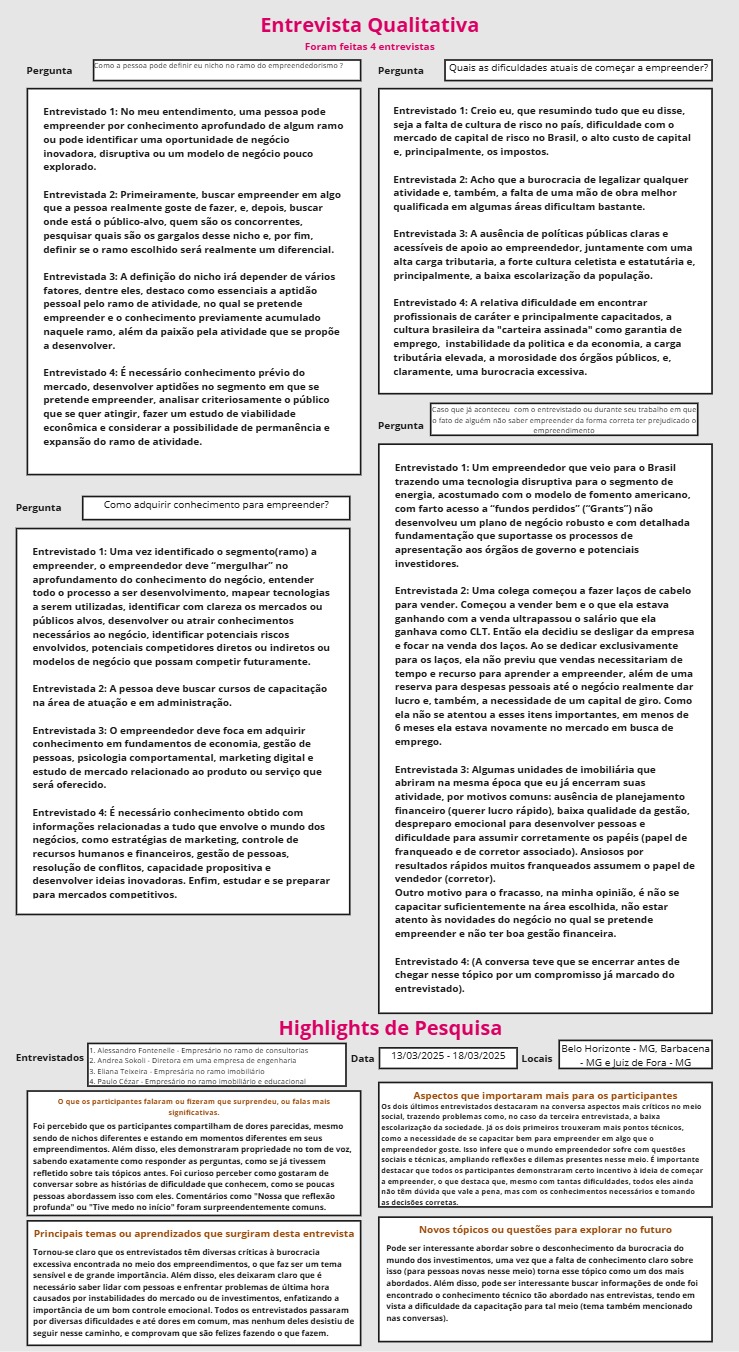 Entrevista Qualitativa
Foram feitas 4 entrevistas
Pergunta
Como a pessoa pode definir eu nicho no ramo do empreendedorismo ?
Entrevistado 1: No meu entendimento, uma pessoa pode
empreender por conhecimento aprofundado de algum ramo
ou pode identificar uma oportunidade de negócio
inovadora, disruptiva ou um modelo de negócio pouco
explorado.
Entrevistada 2: Primeiramente, buscar empreender em algo
que a pessoa realmente goste de fazer, e, depois, buscar
onde está o público-alvo, quem são os concorrentes,
pesquisar quais são os gargalos desse nicho e, por fim,
definir se o ramo escolhido será realmente um diferencial.
Entrevistada 3: A definição do nicho irá depender de vários
fatores, dentre eles, destaco como essenciais a aptidão
pessoal pelo ramo de atividade, no qual se pretende
empreender e o conhecimento previamente acumulado
naquele ramo, além da paixão pela atividade que se propõe
a desenvolver.
Entrevistado 4: É necessário conhecimento prévio do
mercado, desenvolver aptidões no segmento em que se
pretende empreender, analisar criteriosamente o público
que se quer atingir, fazer um estudo de viabilidade
econômica e considerar a possibilidade de permanência e
expansão do ramo de atividade.
Pergunta
Quais as dificuldades atuais de começar a empreender?
Entrevistado 1: Creio eu, que resumindo tudo que eu disse,
seja a falta de cultura de risco no país, dificuldade com o
mercado de capital de risco no Brasil, o alto custo de capital
e, principalmente, os impostos.
Entrevistada 2: Acho que a burocracia de legalizar qualquer
atividade e, também, a falta de uma mão de obra melhor
qualificada em algumas áreas dificultam bastante.
Entrevistada 3: A ausência de políticas públicas claras e
acessíveis de apoio ao empreendedor, juntamente com uma
alta carga tributaria, a forte cultura celetista e estatutária e,
principalmente, a baixa escolarização da população.
Entrevistado 4: A relativa dificuldade em encontrar
profissionais de caráter e principalmente capacitados, a
cultura brasileira da "carteira assinada" como garantia de
emprego,  instabilidade da politica e da economia, a carga
tributária elevada, a morosidade dos órgãos públicos, e,
claramente, uma burocracia excessiva.
Pergunta
Caso que já aconteceu  com o entrevistado ou durante seu trabalho em que
o fato de alguém não saber empreender da forma correta ter prejudicado o
empreendimento
Entrevistado 1: Um empreendedor que veio para o Brasil
trazendo uma tecnologia disruptiva para o segmento de
energia, acostumado com o modelo de fomento americano,
com farto acesso a “fundos perdidos” (“Grants”) não
desenvolveu um plano de negócio robusto e com detalhada
fundamentação que suportasse os processos de
apresentação aos órgãos de governo e potenciais
investidores.
Entrevistado 2: Uma colega começou a fazer laços de cabelo
para vender. Começou a vender bem e o que ela estava
ganhando com a venda ultrapassou o salário que ela
ganhava como CLT. Então ela decidiu se desligar da empresa
e focar na venda dos laços. Ao se dedicar exclusivamente
para os laços, ela não previu que vendas necessitariam de
tempo e recurso para aprender a empreender, além de uma
reserva para despesas pessoais até o negócio realmente dar
lucro e, também, a necessidade de um capital de giro. Como
ela não se atentou a esses itens importantes, em menos de
6 meses ela estava novamente no mercado em busca de
emprego.
Entrevistada 3: Algumas unidades de imobiliária que
abriram na mesma época que eu já encerram suas
atividade, por motivos comuns: ausência de planejamento
financeiro (querer lucro rápido), baixa qualidade da gestão,
despreparo emocional para desenvolver pessoas e
dificuldade para assumir corretamente os papéis (papel de
franqueado e de corretor associado). Ansiosos por
resultados rápidos muitos franqueados assumem o papel de
vendedor (corretor).
Outro motivo para o fracasso, na minha opinião, é não se
capacitar suficientemente na área escolhida, não estar
atento às novidades do negócio no qual se pretende
empreender e não ter boa gestão financeira.
Entrevistado 4: (A conversa teve que se encerrar antes de
chegar nesse tópico por um compromisso já marcado do
entrevistado).
Pergunta
Como adquirir conhecimento para empreender?
Entrevistado 1: Uma vez identificado o segmento(ramo) a
empreender, o empreendedor deve “mergulhar” no
aprofundamento do conhecimento do negócio, entender
todo o processo a ser desenvolvimento, mapear tecnologias
a serem utilizadas, identificar com clareza os mercados ou
públicos alvos, desenvolver ou atrair conhecimentos
necessários ao negócio, identificar potenciais riscos
envolvidos, potenciais competidores diretos ou indiretos ou
modelos de negócio que possam competir futuramente.
Entrevistada 2: A pessoa deve buscar cursos de capacitação
na área de atuação e em administração.
Entrevistada 3: O empreendedor deve foca em adquirir
conhecimento em fundamentos de economia, gestão de
pessoas, psicologia comportamental, marketing digital e
estudo de mercado relacionado ao produto ou serviço que
será oferecido.
Entrevistado 4: É necessário conhecimento obtido com
informações relacionadas a tudo que envolve o mundo dos
negócios, como estratégias de marketing, controle de
recursos humanos e financeiros, gestão de pessoas,
resolução de conflitos, capacidade propositiva e
desenvolver ideias inovadoras. Enfim, estudar e se preparar
para mercados competitivos.
Highlights de Pesquisa
Entrevistados
1. Alessandro Fontenelle - Empresário no ramo de consultorias
2. Andrea Sokoli - Diretora em uma empresa de engenharia
3. Eliana Teixeira - Empresária no ramo imobiliário
4. Paulo Cézar - Empresário no ramo imobiliário e educacional
Data
13/03/2025 - 18/03/2025
Locais
Belo Horizonte - MG, Barbacena
- MG e Juiz de Fora - MG
O que os participantes falaram ou fizeram que surpreendeu, ou falas mais
significativas.
Foi percebido que os participantes compartilham de dores parecidas, mesmo
sendo de nichos diferentes e estando em momentos diferentes em seus
empreendimentos. Além disso, eles demonstraram propriedade no tom de voz,
sabendo exatamente como responder as perguntas, como se já tivessem
refletido sobre tais tópicos antes. Foi curioso perceber como gostaram de
conversar sobre as histórias de dificuldade que conhecem, como se poucas
pessoas abordassem isso com eles. Comentários como "Nossa que reflexão
profunda" ou "Tive medo no início" foram surpreendentemente comuns.
Aspectos que importaram mais para os participantes
Os dois últimos entrevistados destacaram na conversa aspectos mais críticos no meio
social, trazendo problemas como, no caso da terceira entrevistada, a baixa
escolarização da sociedade. Já os dois primeiros trouxeram mais pontos técnicos,
como a necessidade de se capacitar bem para empreender em algo que o
empreendedor goste. Isso infere que o mundo empreendedor sofre com questões
sociais e técnicas, ampliando reflexões e dilemas presentes nesse meio. É importante
destacar que todos os participantes demonstraram certo incentivo à ideia de começar
a empreender, o que destaca que, mesmo com tantas dificuldades, todos eles ainda
não têm dúvida que vale a pena, mas com os conhecimentos necessários e tomando
as decisões corretas.
Principais temas ou aprendizados que surgiram desta entrevista
Tornou-se claro que os entrevistados têm diversas críticas à burocracia
excessiva encontrada no meio dos empreendimentos, o que faz ser um tema
sensível e de grande importância. Além disso, eles deixaram claro que é
necessário saber lidar com pessoas e enfrentar problemas de última hora
causados por instabilidades do mercado ou de investimentos, enfatizando a
importância de um bom controle emocional. Todos os entrevistados passaram
por diversas dificuldades e até dores em comum, mas nenhum deles desistiu de
seguir nesse caminho, e comprovam que são felizes fazendo o que fazem.
Novos tópicos ou questões para explorar no futuro
Pode ser interessante abordar sobre o desconhecimento da burocracia do
mundo dos investimentos, uma vez que a falta de conhecimento claro sobre
isso (para pessoas novas nesse meio) torna esse tópico como um dos mais
abordados. Além disso, pode ser interessante buscar informações de onde foi
encontrado o conhecimento técnico tão abordado nas entrevistas, tendo em
vista a dificuldade da capacitação para tal meio (tema também mencionado
nas conversas).